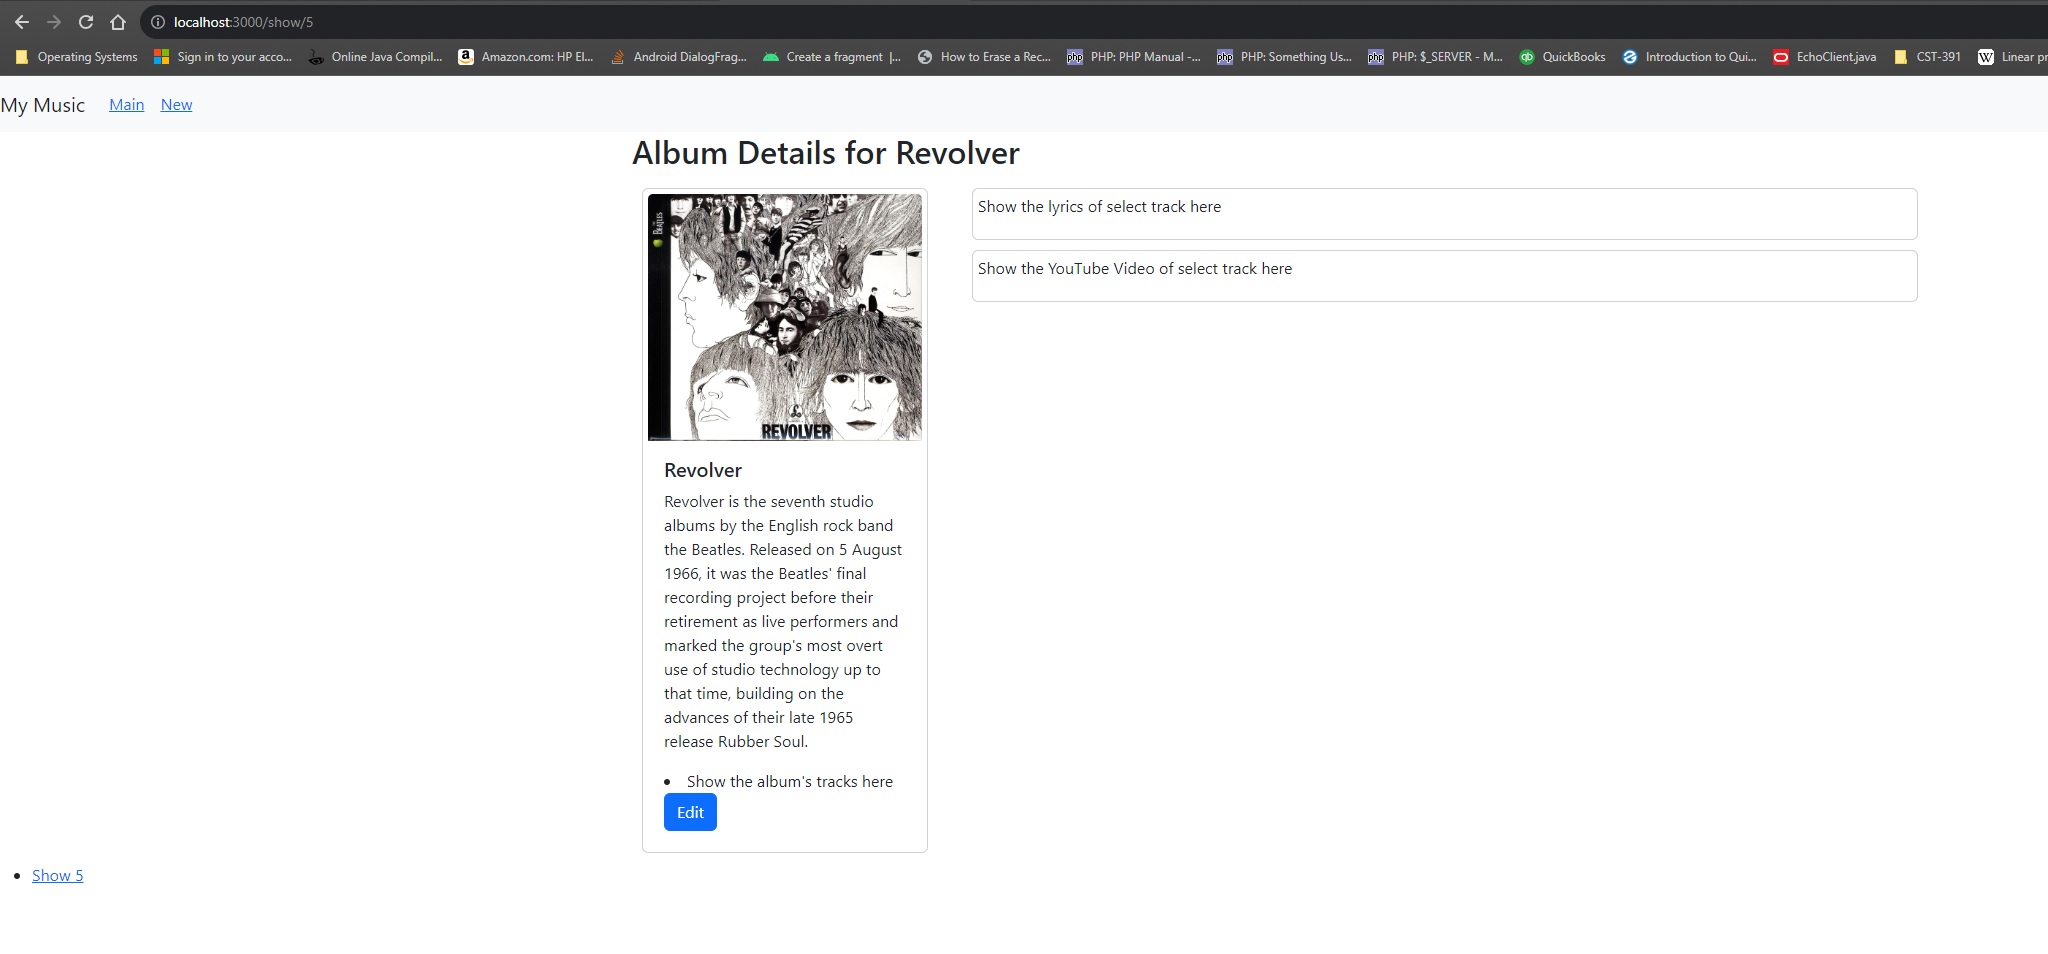 localhost:3000/show/5
Operating Systems Sign in to your acco... Online Java Compil... Amazon.com: HP El... Android DialogFrag... Create a fragment |... How to Erase a Rec... php PHP: PHP Manual -... php PHP: Something Us... php PHP: $_SERVER - M... qb QuickBooks Introduction to Qui... EchoClient.java CST-391 W Linear pr
My Music Main New
Album Details for Revolver
Beatles
REVOLVER
Show the lyrics of select track here
Show the YouTube Video of select track here
Revolver
Revolver is the seventh studio
albums by the English rock band
the Beatles. Released on 5 August
1966, it was the Beatles' final
recording project before their
retirement as live performers and
marked the group's most overt
use of studio technology up to
that time, building on the
advances of their late 1965
release Rubber Soul.
• Show the album's tracks here
Edit
• Show 5